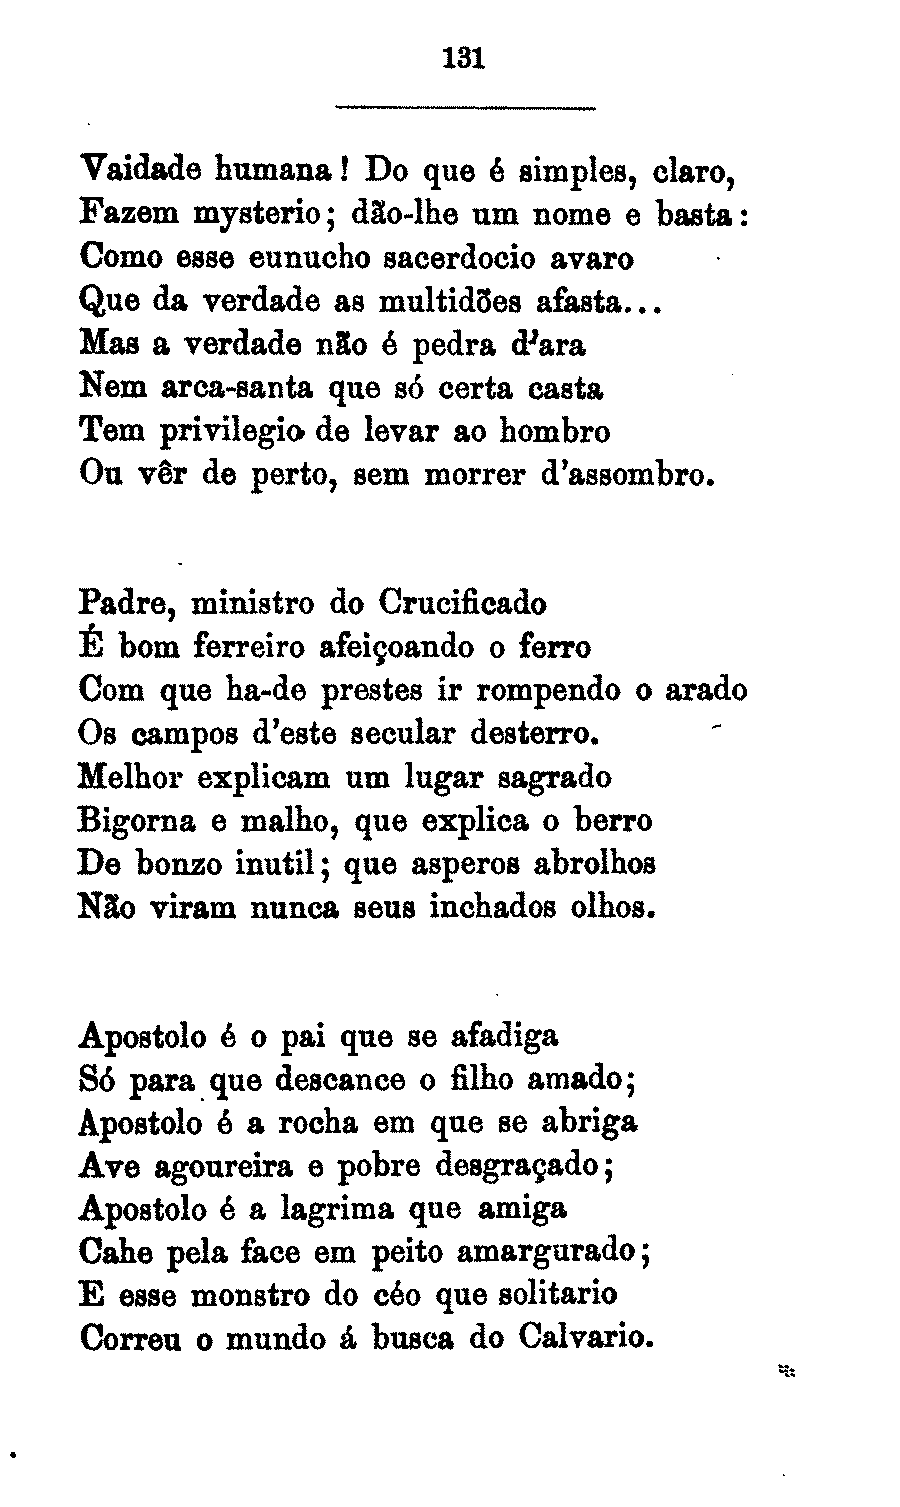 131
Vaidade humana! Do que é simples, claro,
Fazem mysterio; dão-lhe um nome e basta:
Como esse eunucho sacerdocio avaro
Que da verdade as multidões afasta...
Mas a verdade não é pedra d'ara
Nem arca-santa que só certa casta
Tem privilegio de levar ao hombro
Ou vêr de perto, sem morrer d'assombro.
Padre, ministro do Crucificado
É bom ferreiro afeiçoando o ferro
Com que ha-de prestes ir rompendo o arado
Os campos d'este secular desterro.
Melhor explicam um lugar sagrado
Bigorna e malho, que explica o berro
De bonzo inutil; que asperos abrolhos
Não viram nunca seus inchados olhos.
Apostolo é o pai que se afadiga
Só para que descance o filho amado;
Apostolo é a rocha em que se abriga
Ave agoureira e pobre desgraçado;
Apostolo é a lagrima que amiga
Cahe pela face em peito amargurado;
E esse monstro do céo que solitario
Correu o mundo á busca do Calvario.